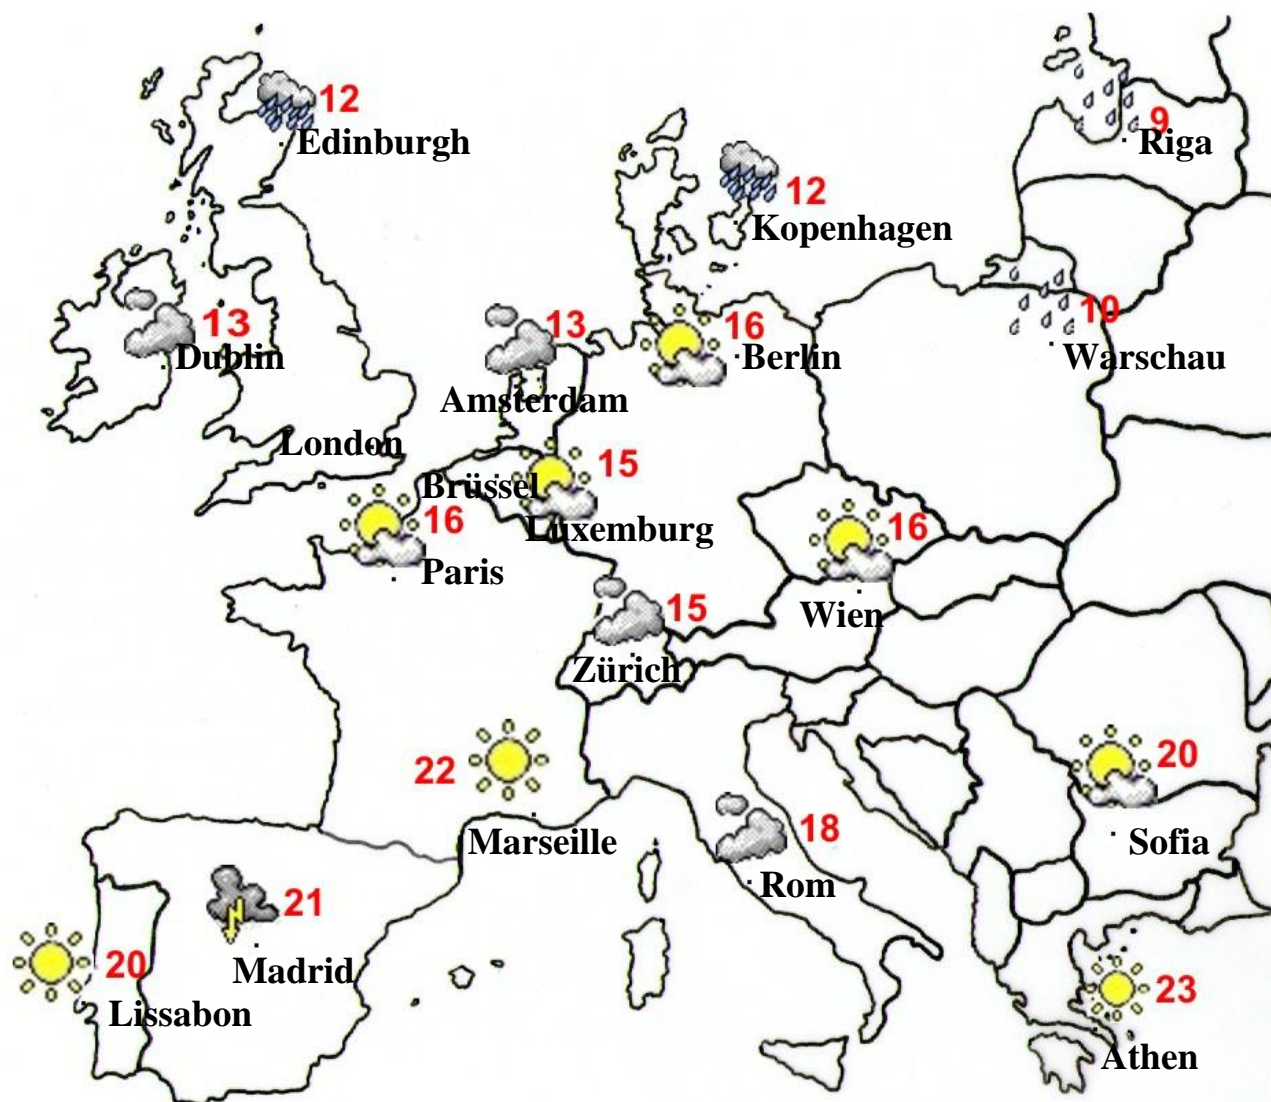 12
Edinburgh
9
Riga
12
Kopenhagen
13
Dublin
13
Amsterdam
16
Berlin
10
Warschau
London
Brüssel
15
Luxemburg
16
Paris
16
Wien
15
Zürich
22
Marseille
18
Rom
20
Sofia
21
Madrid
20
Lissabon
23
Athen